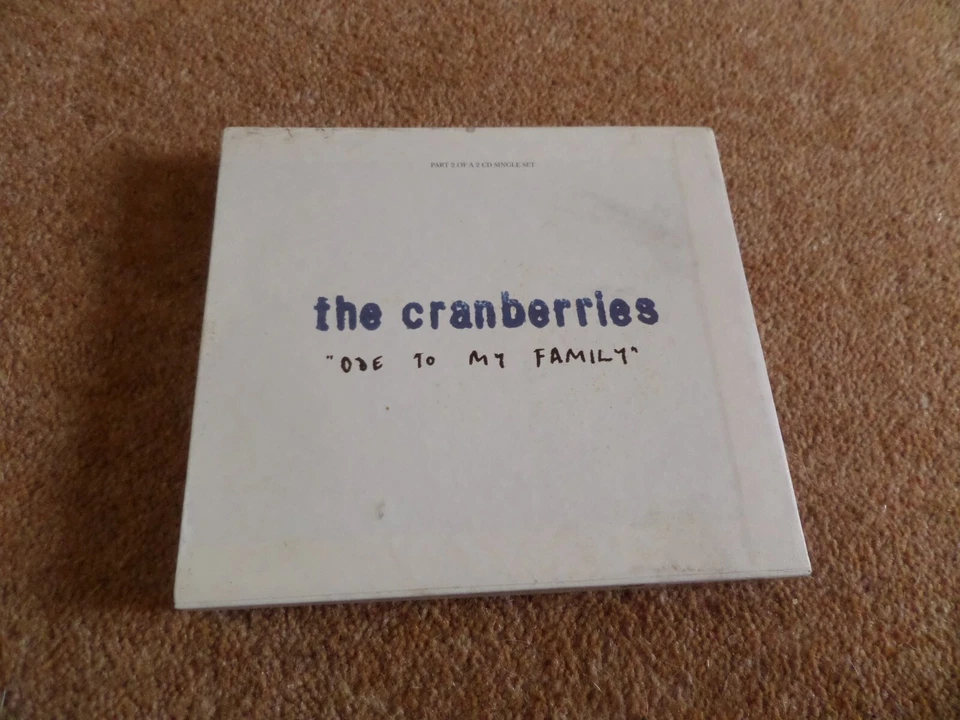 PART 2 OF A 2 CD SINGLE SET
the cranberries
"ODE TO MY FAMILY"